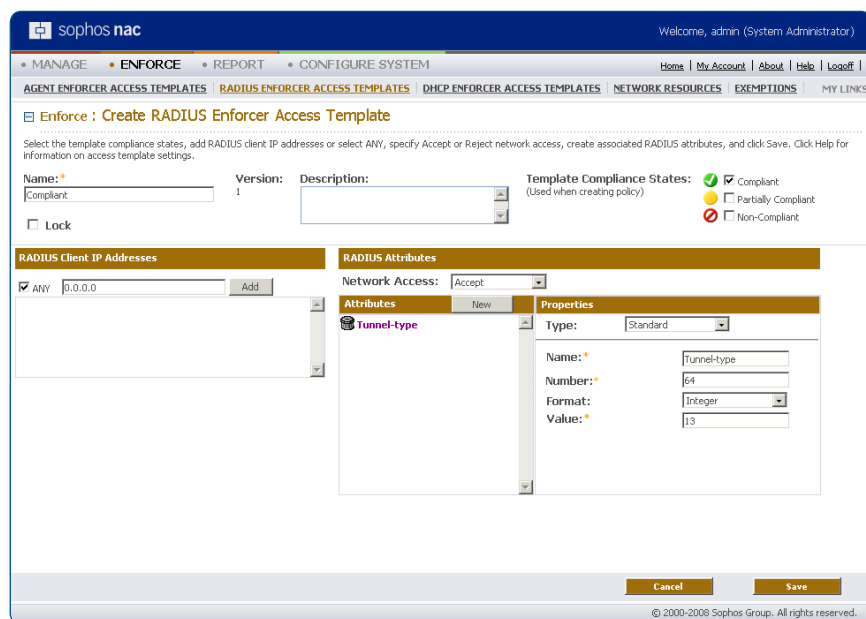 sophos nac
Welcome, admin (System Administrator)
• MANAGE • ENFORCE • REPORT • CONFIGURE SYSTEM
Home | My Account | About | Help | Logoff |
AGENT ENFORCER ACCESS TEMPLATES | RADIUS ENFORCER ACCESS TEMPLATES | DHCP ENFORCER ACCESS TEMPLATES | NETWORK RESOURCES | EXEMPTIONS | MY LINKS
Enforce : Create RADIUS Enforcer Access Template
Select the template compliance states, add RADIUS client IP addresses or select ANY, specify Accept or Reject network access, create associated RADIUS attributes, and click Save. Click Help for
information on access template settings.
Name:* Version: Description: Template Compliance States: Compliant
Compliant 1 (Used when creating policy) Partially Compliant
Lock Non-Compliant
RADIUS Client IP Addresses
ANY 0.0.0.0 Add
RADIUS Attributes
Network Access: Accept
Attributes New
Tunnel-type
Properties
Type: Standard
Name:* Tunnel-type
Number:* 64
Format: Integer
Value:* 13
Cancel Save
© 2000-2008 Sophos Group. All rights reserved.